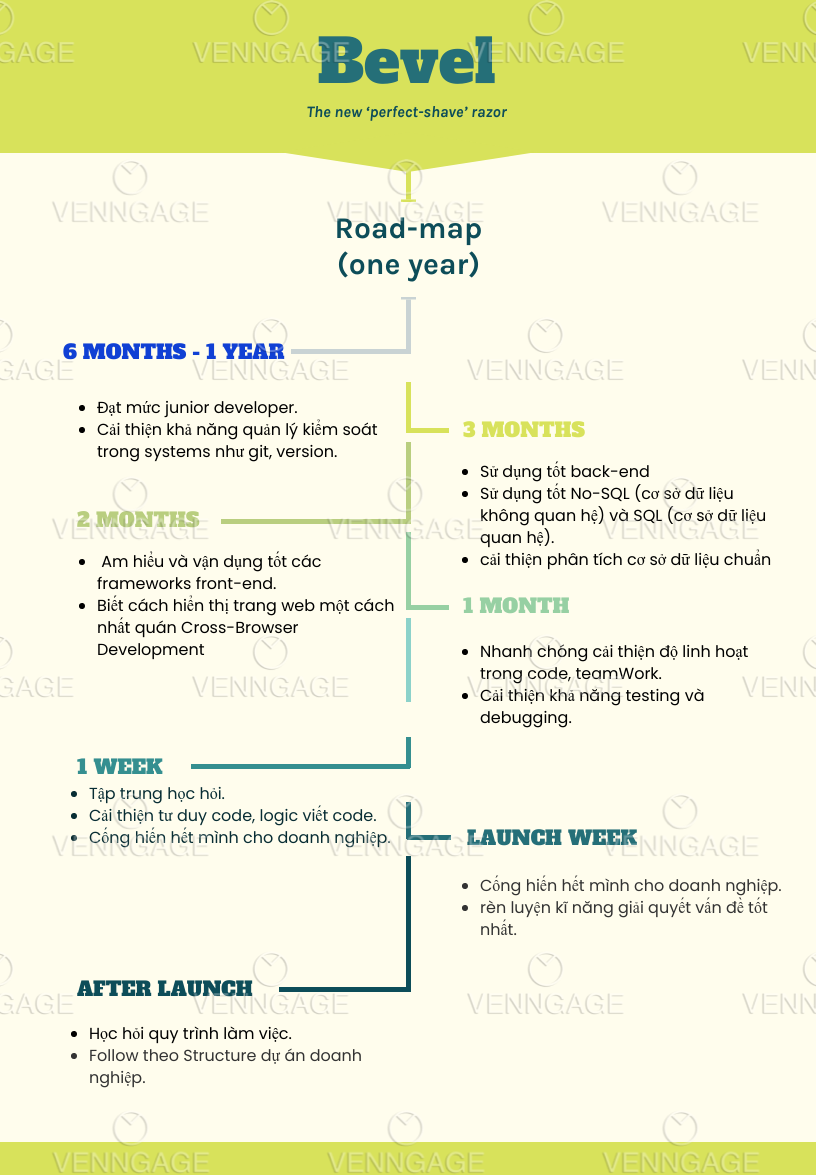 Bevel
The new ‘perfect-shave’ razor
Road-map
(one year)
6 MONTHS - 1 YEAR
Đạt mức junior developer.
Cải thiện khả năng quản lý kiểm soát
trong systems như git, version.
3 MONTHS
Sử dụng tốt back-end
Sử dụng tốt No-SQL (cơ sở dữ liệu
không quan hệ) và SQL (cơ sở dữ liệu
quan hệ).
cải thiện phân tích cơ sở dữ liệu chuẩn
2 MONTHS
Am hiểu và vận dụng tốt các
frameworks front-end.
Biết cách hiển thị trang web một cách
nhất quán Cross-Browser
Development
1 MONTH
Nhanh chóng cải thiện độ linh hoạt
trong code, teamWork.
Cải thiện khả năng testing và
debugging.
1 WEEK
Tập trung học hỏi.
Cải thiện tư duy code, logic viết code.
Cống hiến hết mình cho doanh nghiệp.
LAUNCH WEEK
Cống hiến hết mình cho doanh nghiệp.
rèn luyện kĩ năng giải quyết vấn đề tốt
nhất.
AFTER LAUNCH
Học hỏi quy trình làm việc.
Follow theo Structure dự án doanh
nghiệp.
VENNGAGE